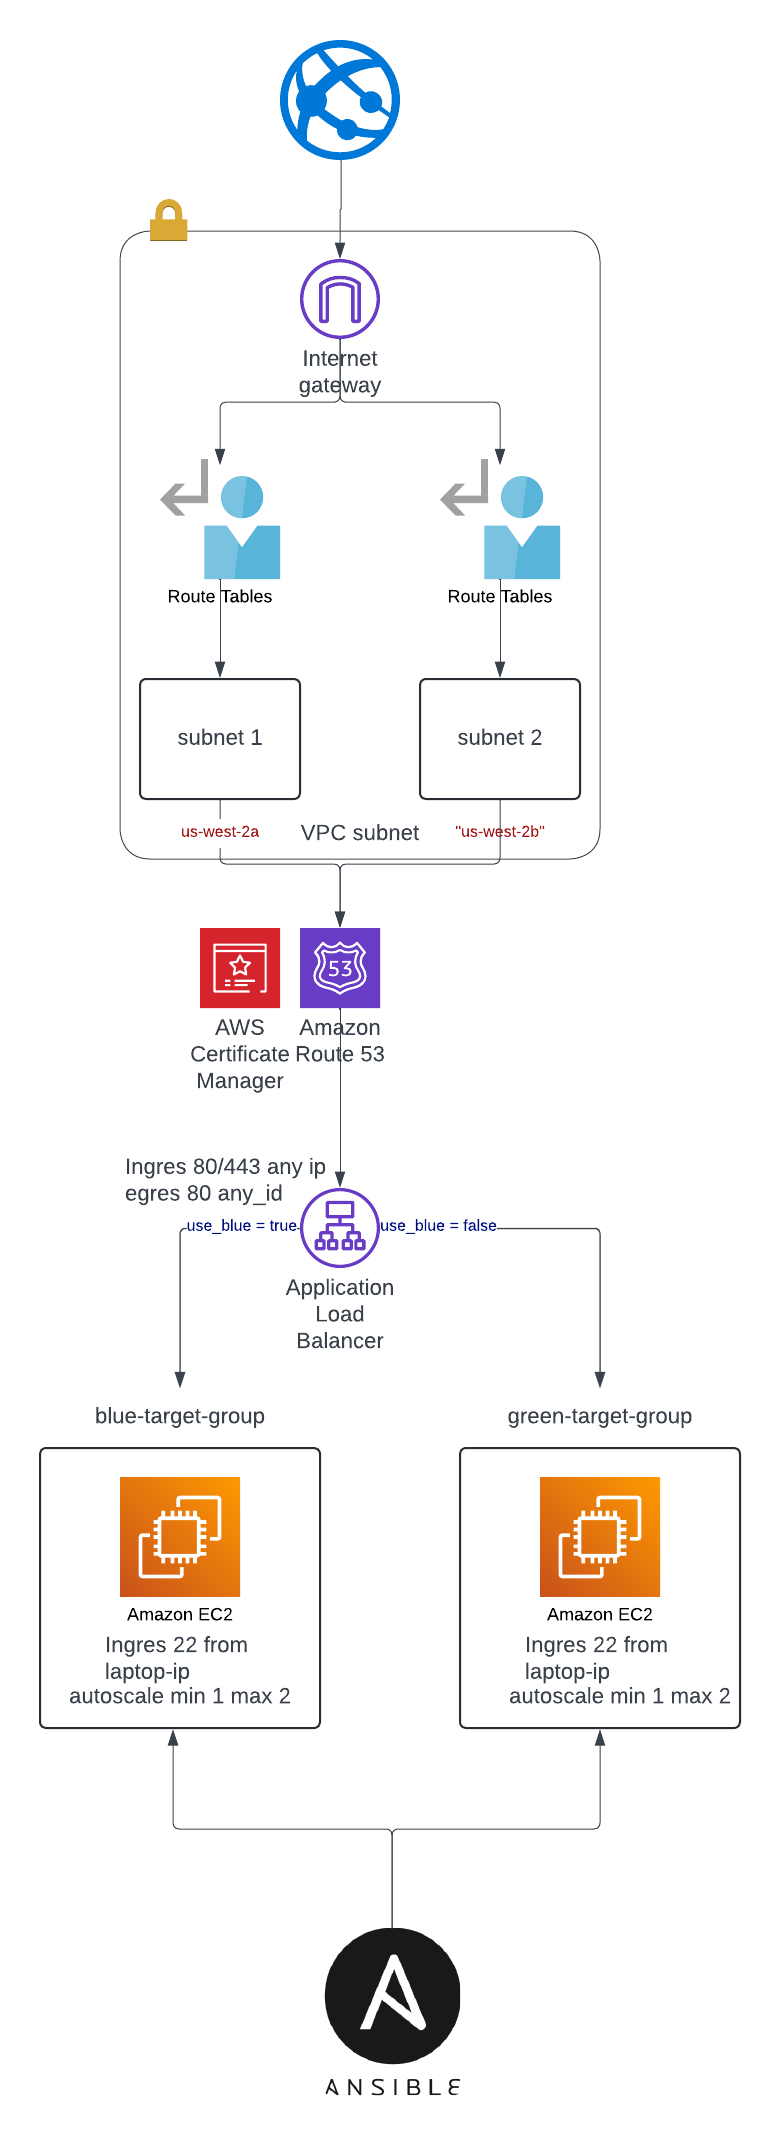 Internet
gateway
Route Tables
Route Tables
subnet 1
subnet 2
us-west-2a
VPC subnet
"us-west-2b"
53
AWS
Certificate
Manager
Amazon
Route 53
Ingres 80/443 any ip
egres 80 any_id
use_blue = true
use_blue = false
Application
Load
Balancer
blue-target-group
green-target-group
Amazon EC2
Ingres 22 from
laptop-ip
autoscale min 1 max 2
Amazon EC2
Ingres 22 from
laptop-ip
autoscale min 1 max 2
ANSIBLE